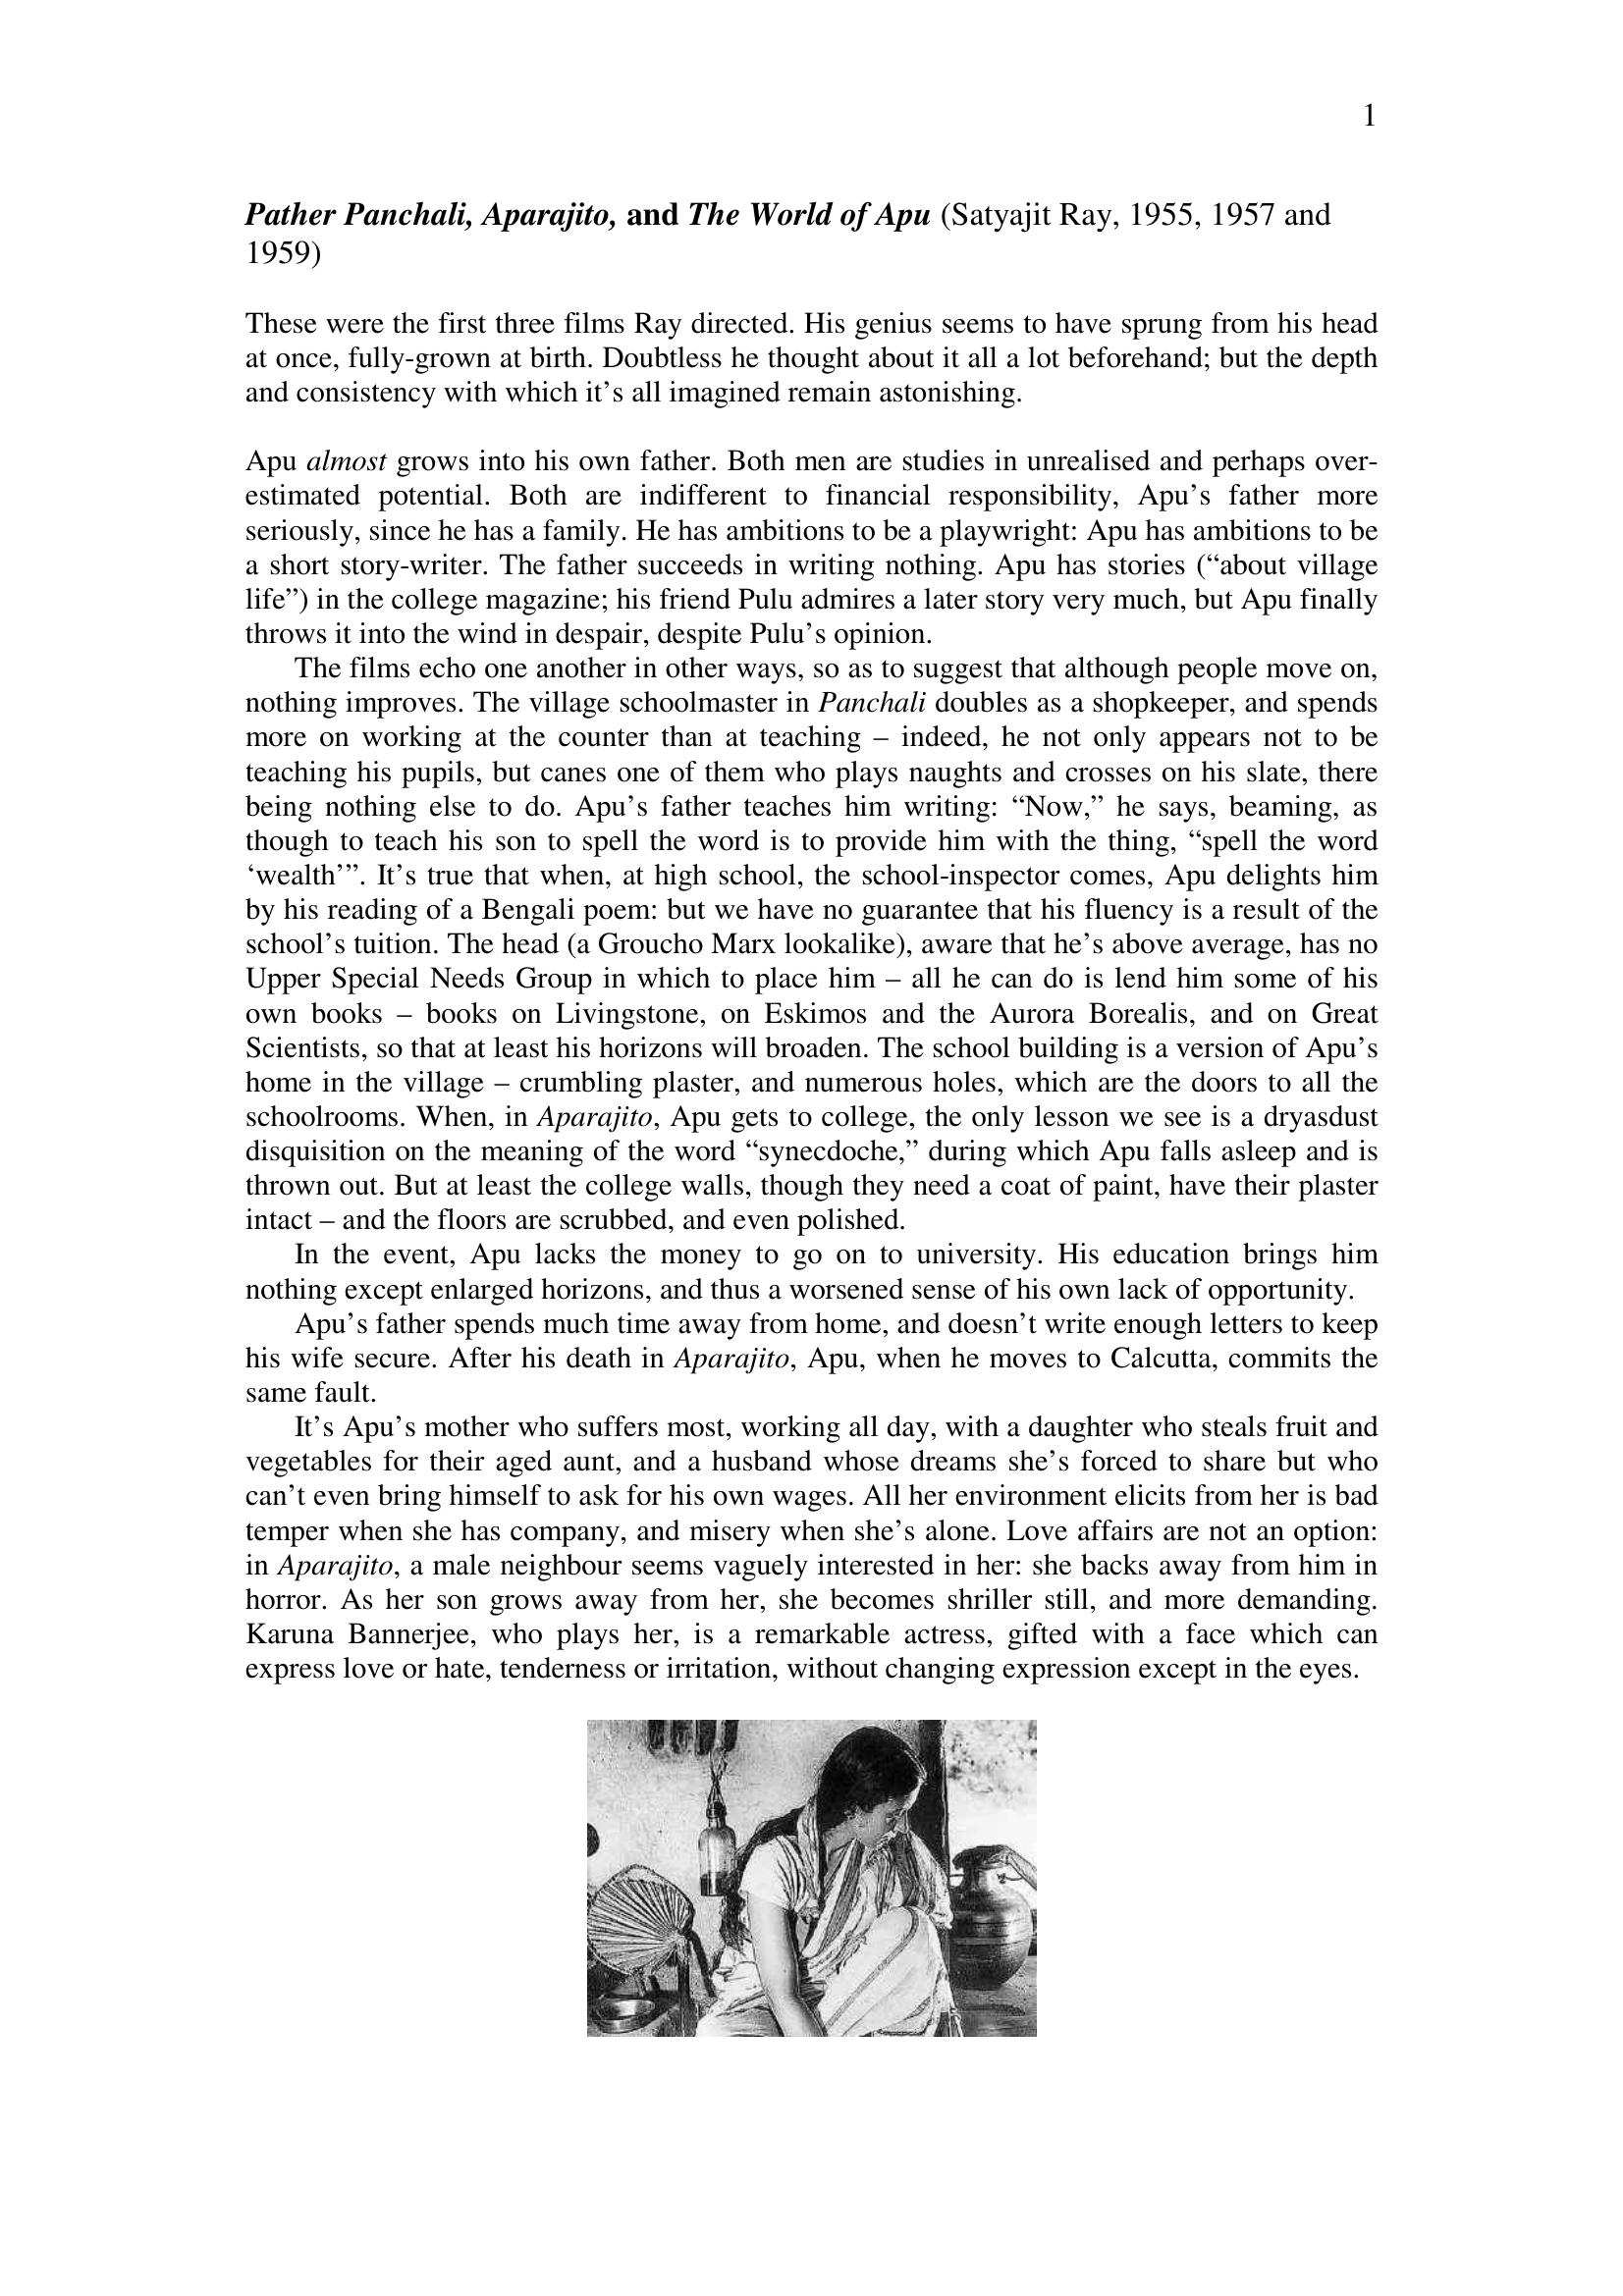 1
Pather Panchali, Aparajito, and The World of Apu (Satyajit Ray, 1955, 1957 and
1959)
These were the first three films Ray directed. His genius seems to have sprung from his head
at once, fully-grown at birth. Doubtless he thought about it all a lot beforehand; but the depth
and consistency with which it’s all imagined remain astonishing.
Apu almost grows into his own father. Both men are studies in unrealised and perhaps over-
estimated potential. Both are indifferent to financial responsibility, Apu’s father more
seriously, since he has a family. He has ambitions to be a playwright: Apu has ambitions to be
a short story-writer. The father succeeds in writing nothing. Apu has stories (“about village
life”) in the college magazine; his friend Pulu admires a later story very much, but Apu finally
throws it into the wind in despair, despite Pulu’s opinion.
The films echo one another in other ways, so as to suggest that although people move on,
nothing improves. The village schoolmaster in Panchali doubles as a shopkeeper, and spends
more on working at the counter than at teaching – indeed, he not only appears not to be
teaching his pupils, but canes one of them who plays naughts and crosses on his slate, there
being nothing else to do. Apu’s father teaches him writing: “Now,” he says, beaming, as
though to teach his son to spell the word is to provide him with the thing, “spell the word
‘wealth’”. It’s true that when, at high school, the school-inspector comes, Apu delights him
by his reading of a Bengali poem: but we have no guarantee that his fluency is a result of the
school’s tuition. The head (a Groucho Marx lookalike), aware that he’s above average, has no
Upper Special Needs Group in which to place him – all he can do is lend him some of his
own books – books on Livingstone, on Eskimos and the Aurora Borealis, and on Great
Scientists, so that at least his horizons will broaden. The school building is a version of Apu’s
home in the village – crumbling plaster, and numerous holes, which are the doors to all the
schoolrooms. When, in Aparajito, Apu gets to college, the only lesson we see is a dryasdust
disquisition on the meaning of the word “synecdoche,” during which Apu falls asleep and is
thrown out. But at least the college walls, though they need a coat of paint, have their plaster
intact – and the floors are scrubbed, and even polished.
In the event, Apu lacks the money to go on to university. His education brings him
nothing except enlarged horizons, and thus a worsened sense of his own lack of opportunity.
Apu’s father spends much time away from home, and doesn’t write enough letters to keep
his wife secure. After his death in Aparajito, Apu, when he moves to Calcutta, commits the
same fault.
It’s Apu’s mother who suffers most, working all day, with a daughter who steals fruit and
vegetables for their aged aunt, and a husband whose dreams she’s forced to share but who
can’t even bring himself to ask for his own wages. All her environment elicits from her is bad
temper when she has company, and misery when she’s alone. Love affairs are not an option:
in Aparajito, a male neighbour seems vaguely interested in her: she backs away from him in
horror. As her son grows away from her, she becomes shriller still, and more demanding.
Karuna Bannerjee, who plays her, is a remarkable actress, gifted with a face which can
express love or hate, tenderness or irritation, without changing expression except in the eyes.